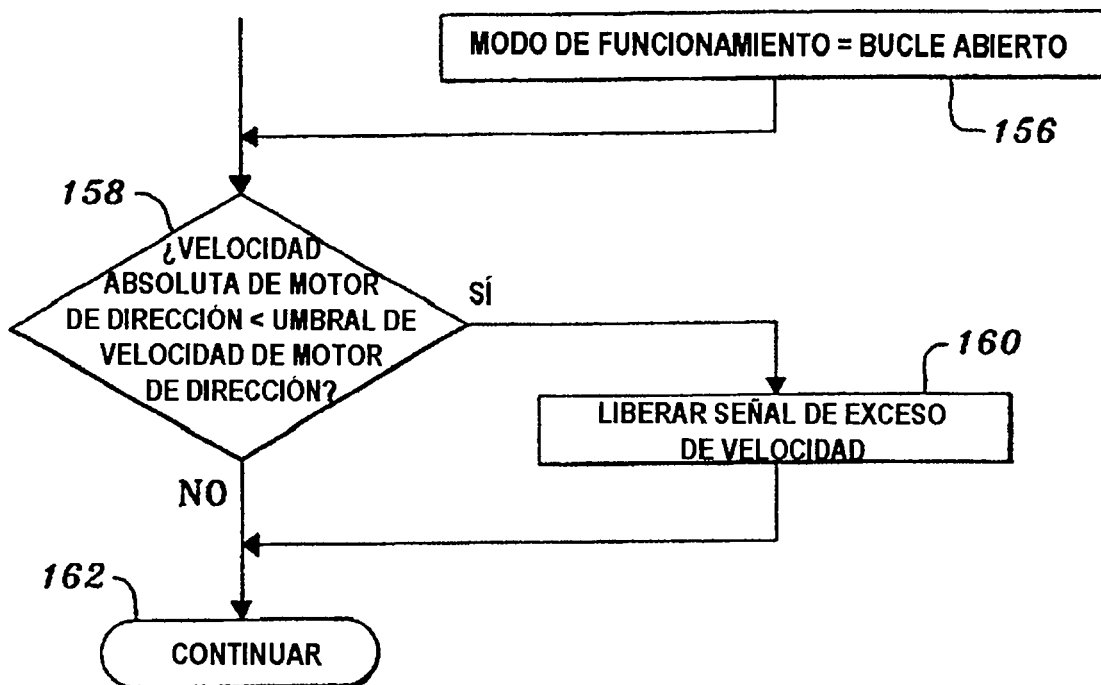 MODO DE FUNCIONAMIENTO = BUCLE ABIERTO
156
158
¿VELOCIDAD
ABSOLUTA DE MOTOR
DE DIRECCIÓN < UMBRAL DE
VELOCIDAD DE MOTOR
DE DIRECCIÓN?
SÍ
160
LIBERAR SEÑAL DE EXCESO
DE VELOCIDAD
NO
162
CONTINUAR